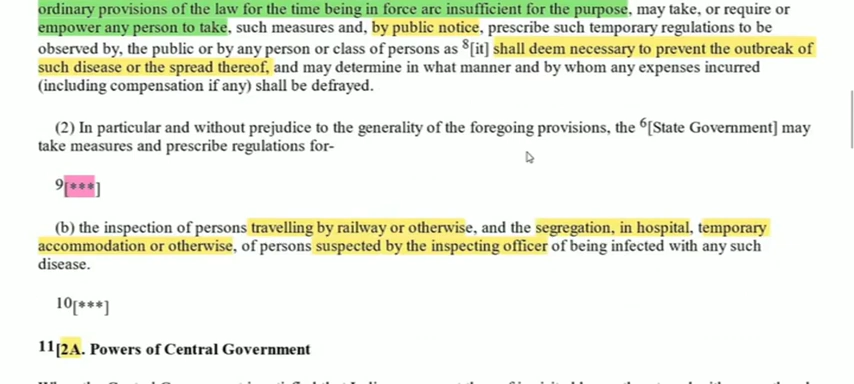 ordinary provisions of the law for the time being in force arc insufficient for the purpose, may take, or require or
empower any person to take, such measures and, by public notice, prescribe such temporary regulations to be
observed by, the public or by any person or class of persons as 8[it] shall deem necessary to prevent the outbreak of
such disease or the spread thereof, and may determine in what manner and by whom any expenses incurred
(including compensation if any) shall be defrayed.
(2) In particular and without prejudice to the generality of the foregoing provisions, the 6[State Government] may
take measures and prescribe regulations for-
9[***]
(b) the inspection of persons travelling by railway or otherwise, and the segregation, in hospital, temporary
accommodation or otherwise, of persons suspected by the inspecting officer of being infected with any such
disease.
10[***]
11[2A. Powers of Central Government